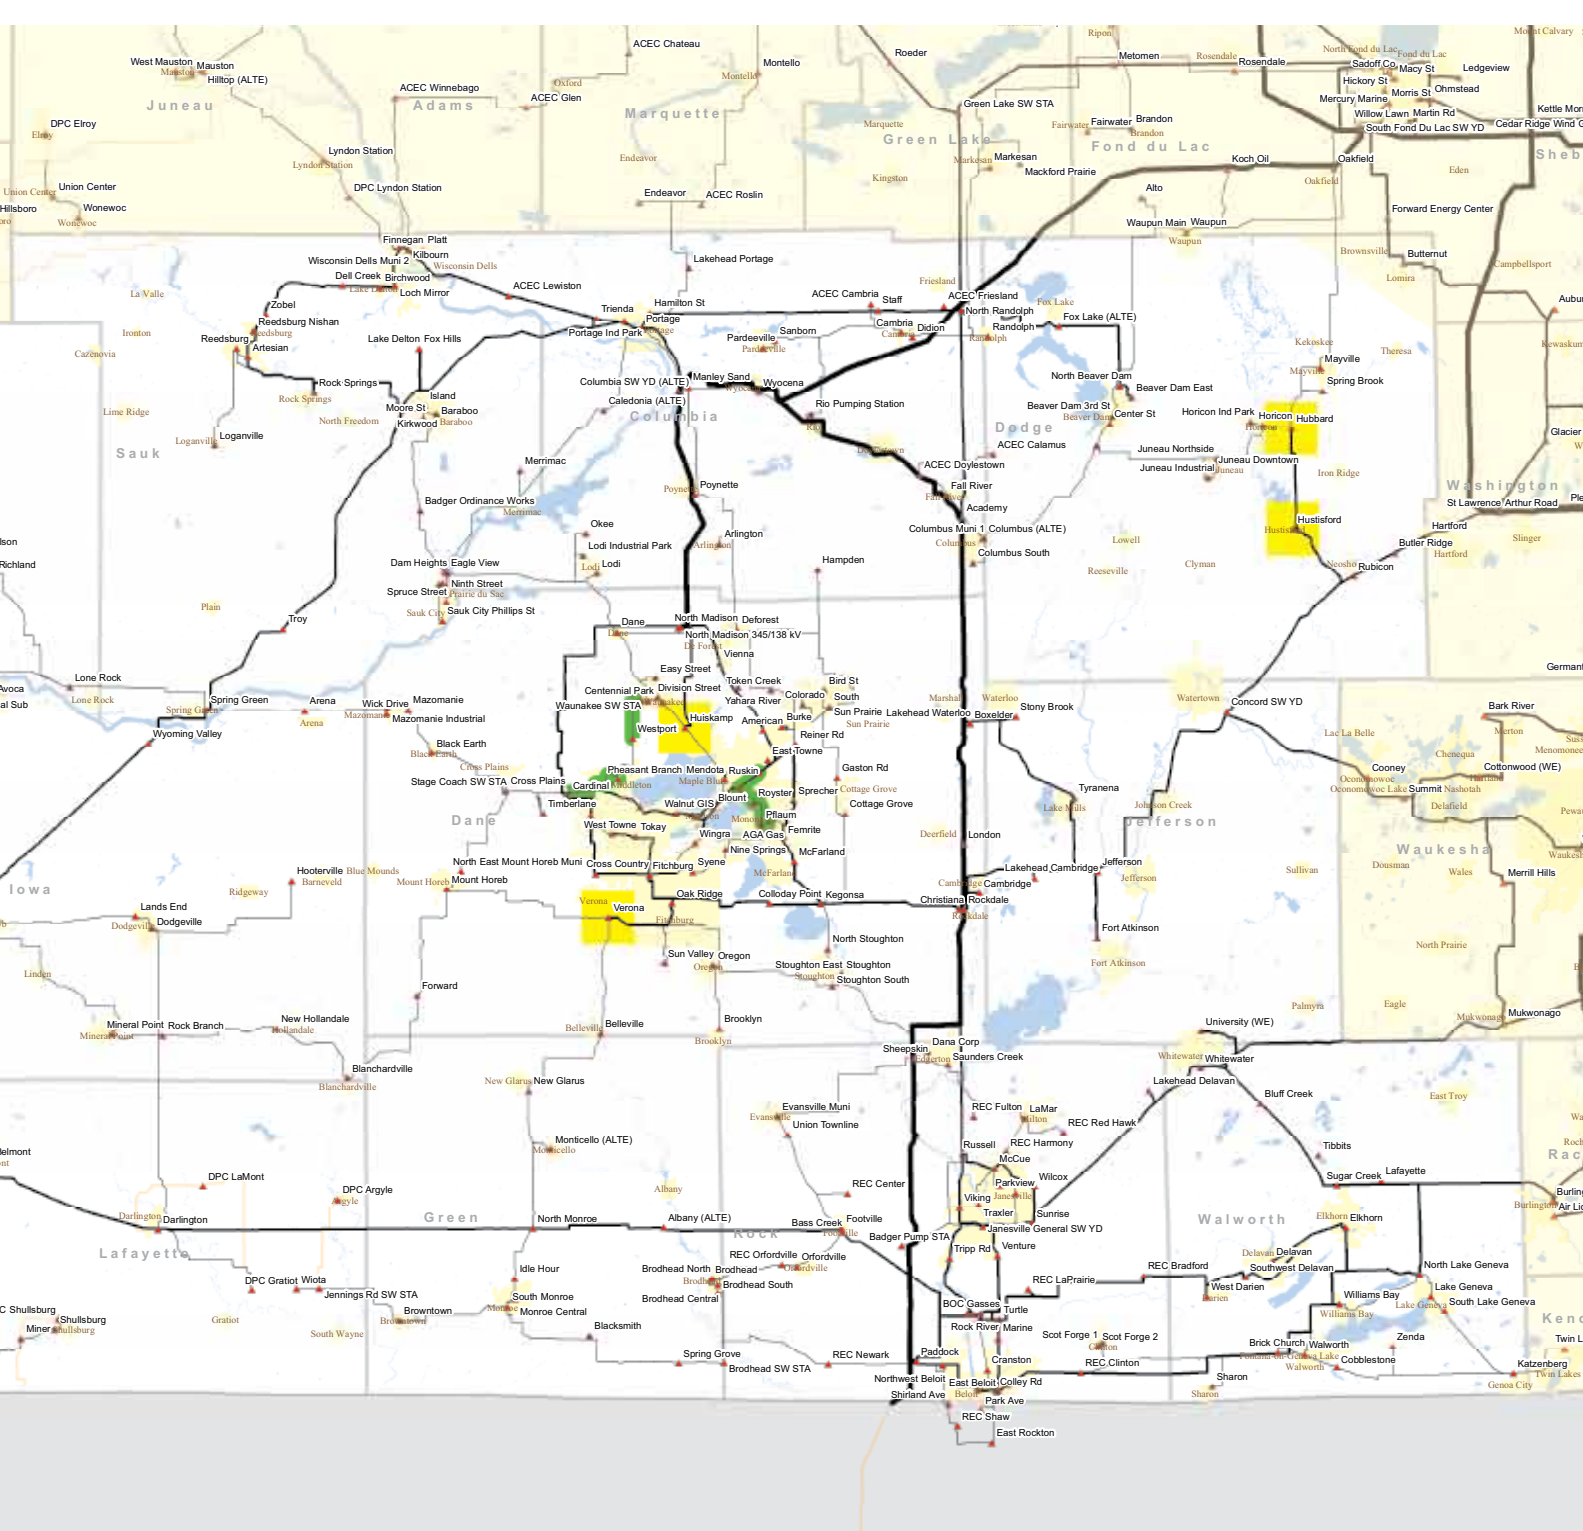 ACEC Chateau
Ripon
Mount Calvary
West Mauston
Mauston
Mauston
Hilltop (ALTE)
Juneau
ACEC Winnebago
Adams
Oxford
ACEC Glen
Montello
Montello
Marquette
Roeder
Metomen
Rosendale
Rosendale
North Fond du Lac
Fond du Lac
Sadoff Co
Macy St
Ledgeview
Hickory St
Morris St
Ohmstead
Mercury Marine
Willow Lawn
Martin Rd
South Fond Du Lac SW YD
Cedar Ridge Wind
Green Lake SW STA
Green Lake
Marquette
Fairwater
Fairwater
Brandon
Brandon
Fond du Lac
DPC Elroy
Elroy
Lyndon Station
Lyndon Station
DPC Lyndon Station
Endeavor
Endeavor
ACEC Roslin
Markesan
Markesan
Mackford Prairie
Kingston
Koch Oil
Oakfield
Oakfield
Eden
Alto
Union Center
Union Center
Hillsboro
Wonewoc
Wonewoc
Waupun Main
Waupun
Waupun
Forward Energy Center
Brownsville
Butternut
Lomira
Campbellsport
Finnegan
Platt
Kilbourn
Wisconsin Dells Muni 2
Wisconsin Dells
Dell Creek
Birchwood
Loch Mirror
ACEC Lewiston
Lakehead Portage
La Valle
Zobel
Reedsburg Nishan
Reedsburg
Reedsburg
Artesian
Ironton
Cazenovia
Trienda
Hamilton St
Portage
Portage
Portage Ind Park
Lake Delton
Fox Hills
Friesland
ACEC Cambria
Staff
ACEC Friesland
Cambria
Didion
North Randolph
Randolph
Randolph
Fox Lake
Fox Lake (ALTE)
Pardeeville
Pardeeville
Sanborn
Kekoskee
Theresa
Kewaskum
Mayville
Mayville
Spring Brook
Rock Springs
Rock Springs
Island
Moore St
Baraboo
Baraboo
Kirkwood
North Freedom
Lime Ridge
Loganville
Loganville
Sauk
Columbia SW YD (ALTE)
Manley Sand
Wyocena
Caledonia (ALTE)
Columbia
Rio Pumping Station
Rio
North Beaver Dam
Beaver Dam East
Beaver Dam 3rd St
Beaver Dam
Center St
Dodge
Horicon Ind Park
Horicon
Hubbard
Horicon
ACEC Calamus
Juneau Northside
Juneau Downtown
Juneau Industrial
Juneau
Iron Ridge
Glacier
Washington
St Lawrence
Arthur Road
Merrimac
Badger Ordinance Works
Merrimac
Poynette
Poynette
ACEC Doylestown
Fall River
Fall River
Academy
Okee
Lodi Industrial Park
Lodi
Lodi
Arlington
Arlington
Columbus Muni 1
Columbus (ALTE)
Columbus
Columbus South
Lowell
Reeseville
Clyman
Hustisford
Hustisford
Neosho
Rubicon
Butler Ridge
Hartford
Hartford
Slinger
Richland
Dam Heights
Eagle View
Ninth Street
Spruce Street
Prairie du Sac
Sauk City
Sauk City Phillips St
Plain
Troy
Hampden
Dane
Dane
North Madison
Deforest
North Madison 345/138 kV
De Forest
Vienna
Lone Rock
Lone Rock
Avoca
Spring Green
Spring Green
Arena
Arena
Wyoming Valley
Wick Drive
Mazomanie
Mazomanie
Mazomanie Industrial
Black Earth
Black Earth
Easy Street
Centennial Park
Division Street
Waunakee SW STA
Waunakee
Huiskamp
Westport
Token Creek
Yahara River
Colorado
Bird St
South
American
Burke
Sun Prairie
Sun Prairie
Reiner Rd
East Towne
Marshall
Waterloo
Lakehead Waterloo
Boxelder
Stony Brook
Watertown
Concord SW YD
Bark River
Merton
Lac La Belle
Chenequa
Cooney
Oconomowoc
Oconomowoc Lake
Cottonwood (WE)
Hartland
Summit
Nashotah
Delafield
Cross Plains
Stage Coach SW STA
Cross Plains
Pheasant Branch
Mendota
Ruskin
Cardinal
Middleton
Maple Bluff
Timberlane
Walnut GIS
Blount
Royster
Sprecher
Gaston Rd
Cottage Grove
Cottage Grove
Pflaum
West Towne
Tokay
Wingra
AGA Gas
Femrite
Nine Springs
McFarland
McFarland
Dane
Tyranena
Lake Mills
Johnson Creek
Jefferson
Deerfield
London
Waukesha
Dousman
Wales
Merrill Hills
Sullivan
Iowa
Hooterville
Barneveld
Blue Mounds
Ridgeway
North East Mount Horeb Muni
Mount Horeb
Mount Horeb
Cross Country
Fitchburg
Syene
Verona
Verona
Oak Ridge
Fitchburg
Colloday Point
Kegonsa
Lakehead Cambridge
Cambridge
Cambridge
Christiana
Rockdale
Rockdale
Jefferson
Jefferson
Fort Atkinson
Fort Atkinson
Lands End
Dodgeville
Dodgeville
Linden
Forward
Sun Valley
Oregon
Oregon
North Stoughton
Stoughton East
Stoughton
Stoughton
Stoughton South
North Prairie
Eagle
Palmyra
Mukwonago
Mukwonago
Mineral Point
Mineral Point
Rock Branch
New Hollandale
Hollandale
Blanchardville
Blanchardville
Belleville
Belleville
Brooklyn
Brooklyn
Sheepskin
Dana Corp
Edgerton
Saunders Creek
University (WE)
Whitewater
Whitewater
Lakehead Delavan
Bluff Creek
East Troy
New Glarus
New Glarus
Evansville Muni
Evansville
Union Townline
REC Fulton
LaMar
Milton
REC Red Hawk
REC Harmony
Monticello (ALTE)
Monticello
Albany
Russell
McCue
Parkview
Wilcox
Viking
Janesville
Traxler
Sunrise
Janesville General SW YD
Tibbits
Sugar Creek
Lafayette
DPC LaMont
DPC Argyle
Argyle
REC Center
Darlington
Darlington
Green
North Monroe
Albany (ALTE)
Rock
Bass Creek
Footville
Footville
Badger Pump STA
Tripp Rd
Venture
Walworth
Elkhorn
Elkhorn
Burlington
Lafayette
Idle Hour
DPC Gratiot
Wiota
Jennings Rd SW STA
South Monroe
Monroe
Monroe Central
Browntown
Browntown
Gratiot
South Wayne
Blacksmith
REC Orfordville
Orfordville
Orfordville
Brodhead North
Brodhead
Brodhead
Brodhead South
Brodhead Central
REC LaPrairie
REC Bradford
Delavan
Delavan
Southwest Delavan
West Darien
Darien
North Lake Geneva
Lake Geneva
Lake Geneva
South Lake Geneva
Williams Bay
Williams Bay
BOC Gasses
Turtle
Rock River
Marine
Scot Forge 1
Scot Forge 2
Clinton
REC Clinton
Shullsburg
Shullsburg
Miner
Spring Grove
Brodhead SW STA
REC Newark
Paddock
Cranston
Northwest Beloit
East Beloit
Colley Rd
Shirland Ave
Beloit
Park Ave
REC Shaw
East Rockton
Brick Church
Walworth
Fontana-on-Geneva Lake
Walworth
Zenda
Cobblestone
Sharon
Sharon
Katzenberg
Twin Lakes
Genoa City